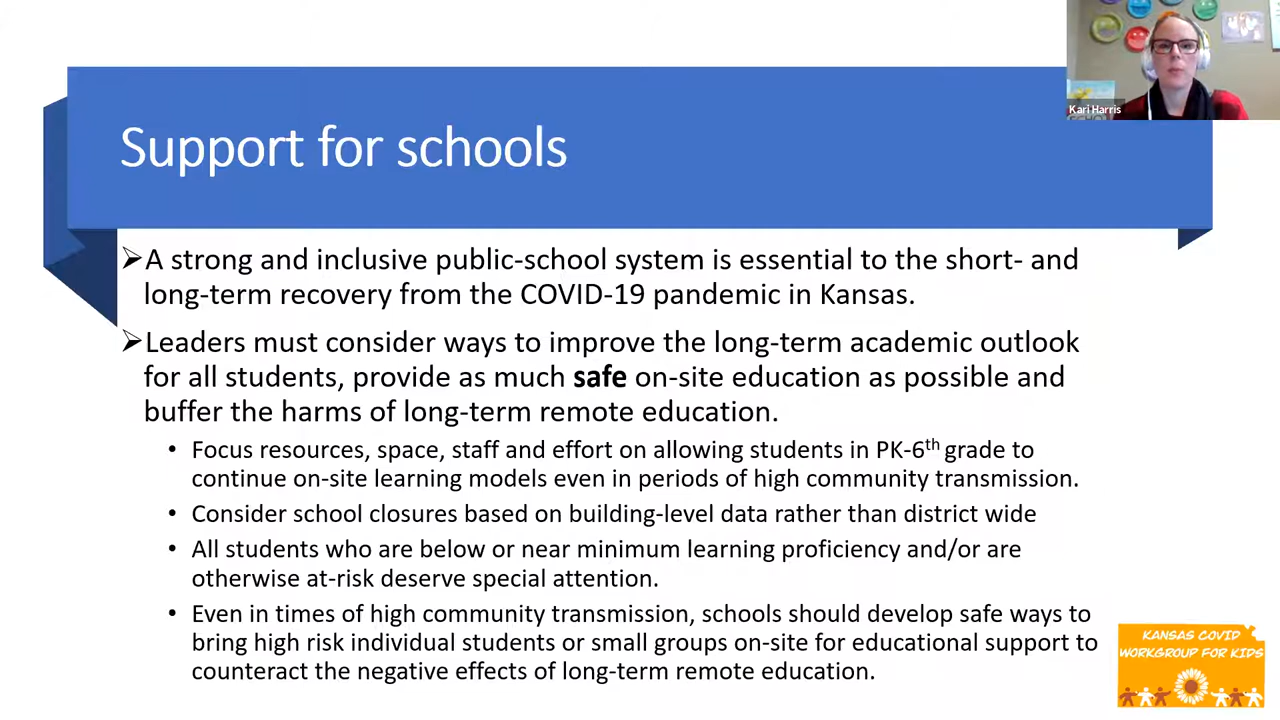 Kari Harris
Support for schools
A strong and inclusive public-school system is essential to the short- and
long-term recovery from the COVID-19 pandemic in Kansas.
Leaders must consider ways to improve the long-term academic outlook
for all students, provide as much safe on-site education as possible and
buffer the harms of long-term remote education.
• Focus resources, space, staff and effort on allowing students in PK-6th grade to
continue on-site learning models even in periods of high community transmission.
• Consider school closures based on building-level data rather than district wide
• All students who are below or near minimum learning proficiency and/or are
otherwise at-risk deserve special attention.
• Even in times of high community transmission, schools should develop safe ways to
bring high risk individual students or small groups on-site for educational support to
counteract the negative effects of long-term remote education.
KANSAS COVID
WORKGROUP FOR KIDS